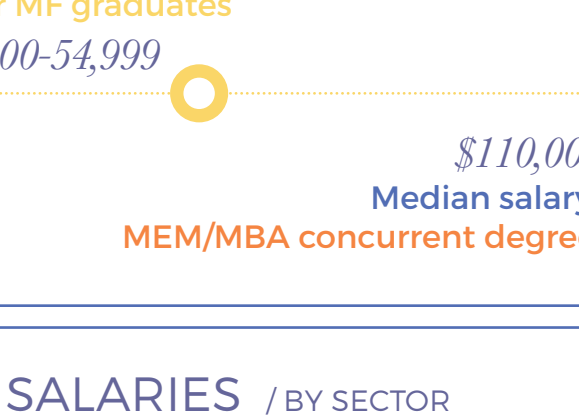 MF graduates
00-54,999
$110,00
Median salary
MEM/MBA concurrent degree
SALARIES / BY SECTOR